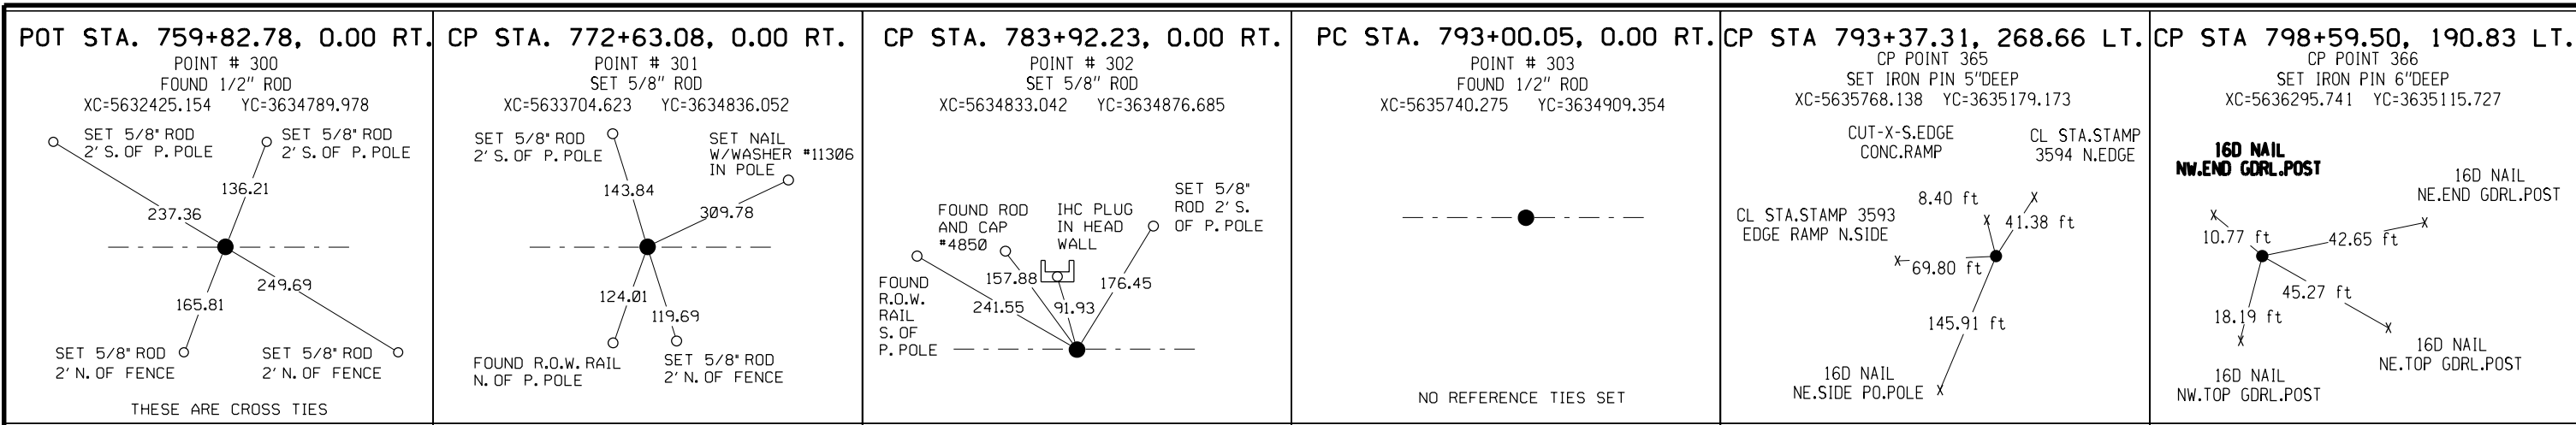 POT STA. 759+82.78, 0.00 RT.
POINT # 300
FOUND 1/2" ROD
XC=5632425.154 YC=3634789.978
SET 5/8" ROD
2' S. OF P. POLE
SET 5/8" ROD
2' S. OF P. POLE
136.21
237.36
249.69
165.81
SET 5/8" ROD
2' N. OF FENCE
SET 5/8" ROD
2' N. OF FENCE
THESE ARE CROSS TIES
CP STA. 772+63.08, 0.00 RT.
POINT # 301
SET 5/8" ROD
XC=5633704.623 YC=3634836.052
SET 5/8" ROD
2' S. OF P. POLE
SET NAIL
W/WASHER #11306
IN POLE
143.84
309.78
124.01
119.69
FOUND R.O.W. RAIL
N. OF P. POLE
SET 5/8" ROD
2' N. OF FENCE
CP STA. 783+92.23, 0.00 RT.
POINT # 302
SET 5/8" ROD
XC=5634833.042 YC=3634876.685
SET 5/8"
ROD 2' S.
OF P. POLE
FOUND ROD
AND CAP
#4850
IHC PLUG
IN HEAD
WALL
FOUND
R.O.W.
RAIL
S. OF
P. POLE
157.88
241.55
91.93
176.45
PC STA. 793+00.05, 0.00 RT.
POINT # 303
FOUND 1/2" ROD
XC=5635740.275 YC=3634909.354
NO REFERENCE TIES SET
CP STA 793+37.31, 268.66 LT.
CP POINT 365
SET IRON PIN 5"DEEP
XC=5635768.138 YC=3635179.173
CUT-X-S.EDGE
CONC.RAMP
CL STA.STAMP
3594 N.EDGE
8.40 ft
41.38 ft
CL STA.STAMP 3593
EDGE RAMP N.SIDE
69.80 ft
145.91 ft
16D NAIL
NE.SIDE PO.POLE
CP STA 798+59.50, 190.83 LT.
CP POINT 366
SET IRON PIN 6"DEEP
XC=5636295.741 YC=3635115.727
16D NAIL
NW.END GDRL.POST
16D NAIL
NE.END GDRL.POST
10.77 ft
42.65 ft
45.27 ft
18.19 ft
16D NAIL
NE.TOP GDRL.POST
16D NAIL
NW.TOP GDRL.POST